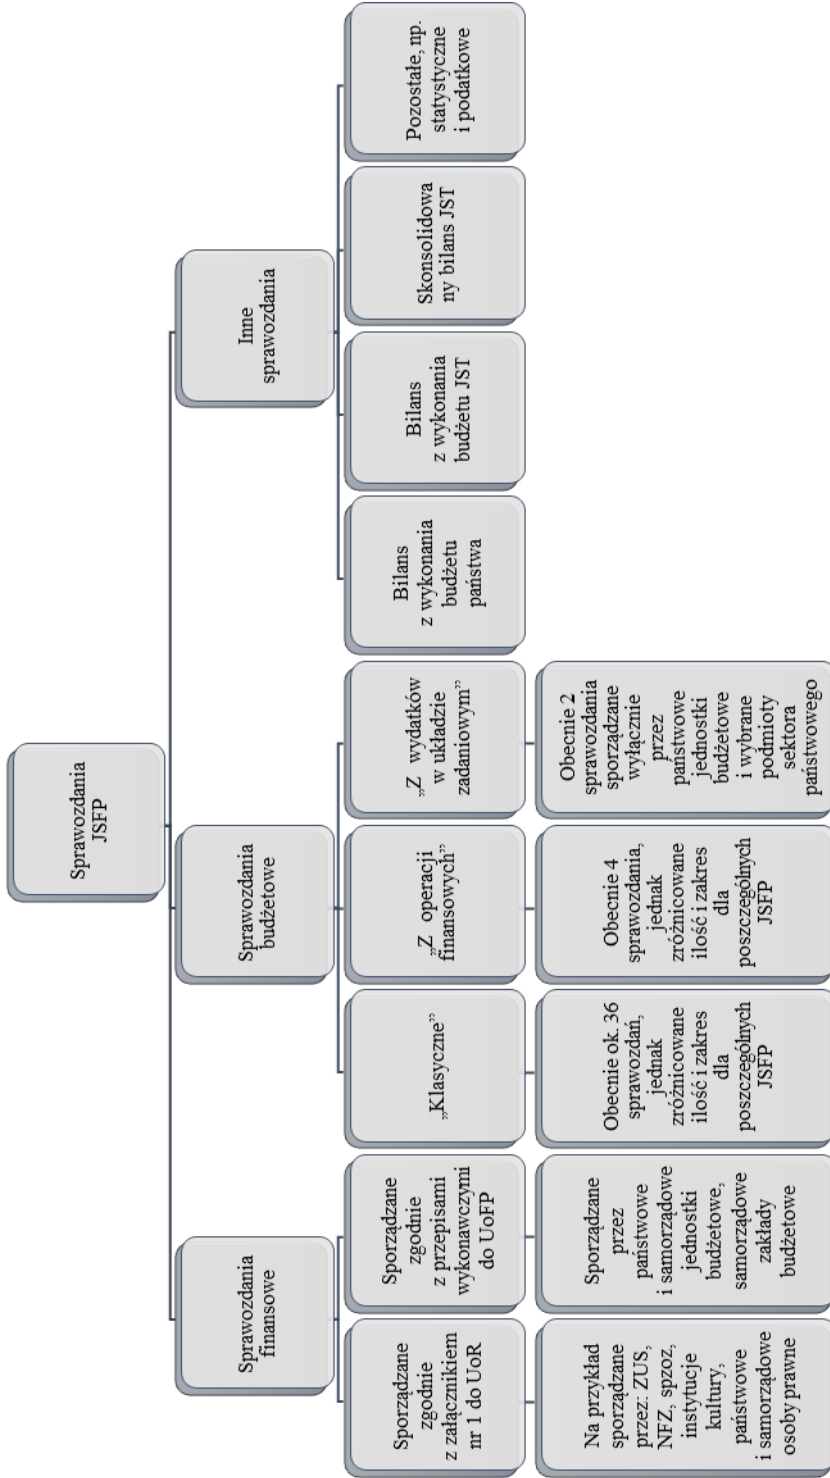 Sprawozdania
JSFP
Sprawozdania
finansowe
Sprawozdania
budżetowe
Inne
sprawozdania
Sporządzane
zgodnie
z załącznikiem
nr 1 do UoR
Sporządzane
zgodnie
z przepisami
wykonawczymi
do UoFP
„Klasyczne”
„Z operacji
finansowych”
„Z wydatków
w układzie
zadaniowym”
Bilans
z wykonania
budżetu
państwa
Bilans
z wykonania
budżetu JST
Skonsolidowa
ny bilans JST
Pozostałe, np.
statystyczne
i podatkowe
Na przykład
sporządzane
przez: ZUS,
NFZ, spzoz,
instytucje
kultury,
państwowe
i samorządowe
osoby prawne
Sporządzane
przez
państwowe
i samorządowe
jednostki
budżetowe,
samorządowe
zakłady
budżetowe
Obecnie ok. 36
sprawozdań,
jednak
zróżnicowane
ilość i zakres
dla
poszczególnych
JSFP
Obecnie 4
sprawozdania,
jednak
zróżnicowane
ilość i zakres
dla
poszczególnych
JSFP
Obecnie 2
sprawozdania
sporządzane
wyłącznie
przez
państwowe
jednostki
budżetowe
i wybrane
podmioty
sektora
państwowego